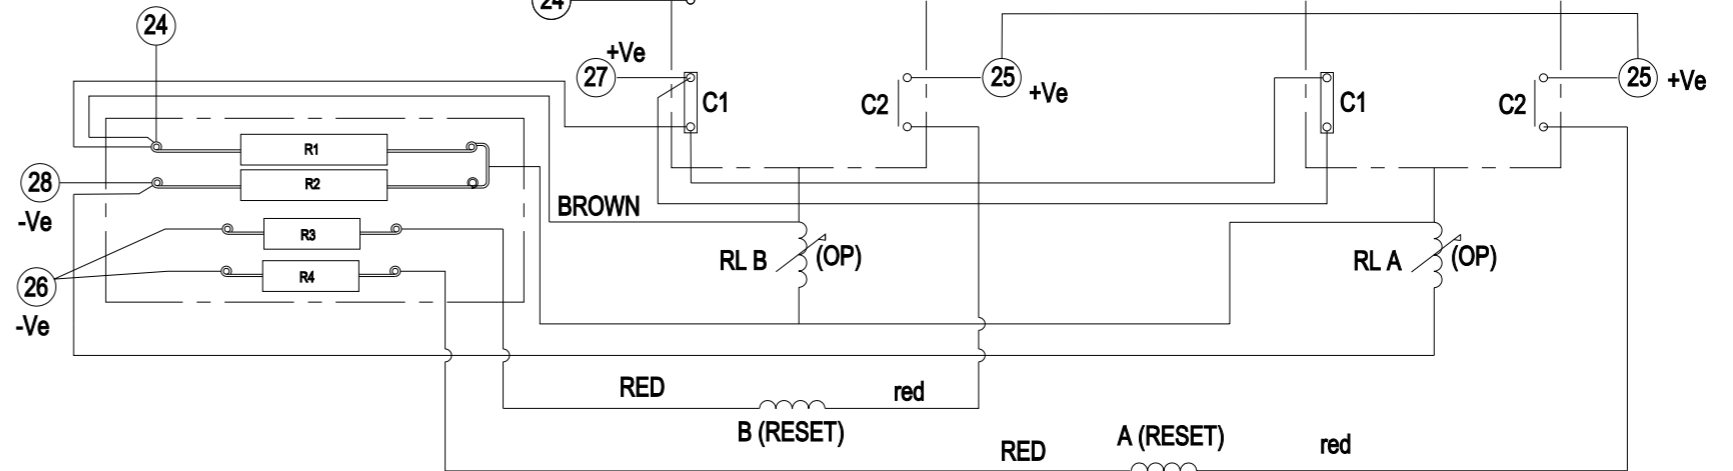 24
24
+Ve
27
25
+Ve
25
+Ve
C1
C2
C1
C2
R1
R2
28
-Ve
R3
R4
26
-Ve
BROWN
RL B
(OP)
RL A
(OP)
RED
red
B (RESET)
RED
A (RESET)
red